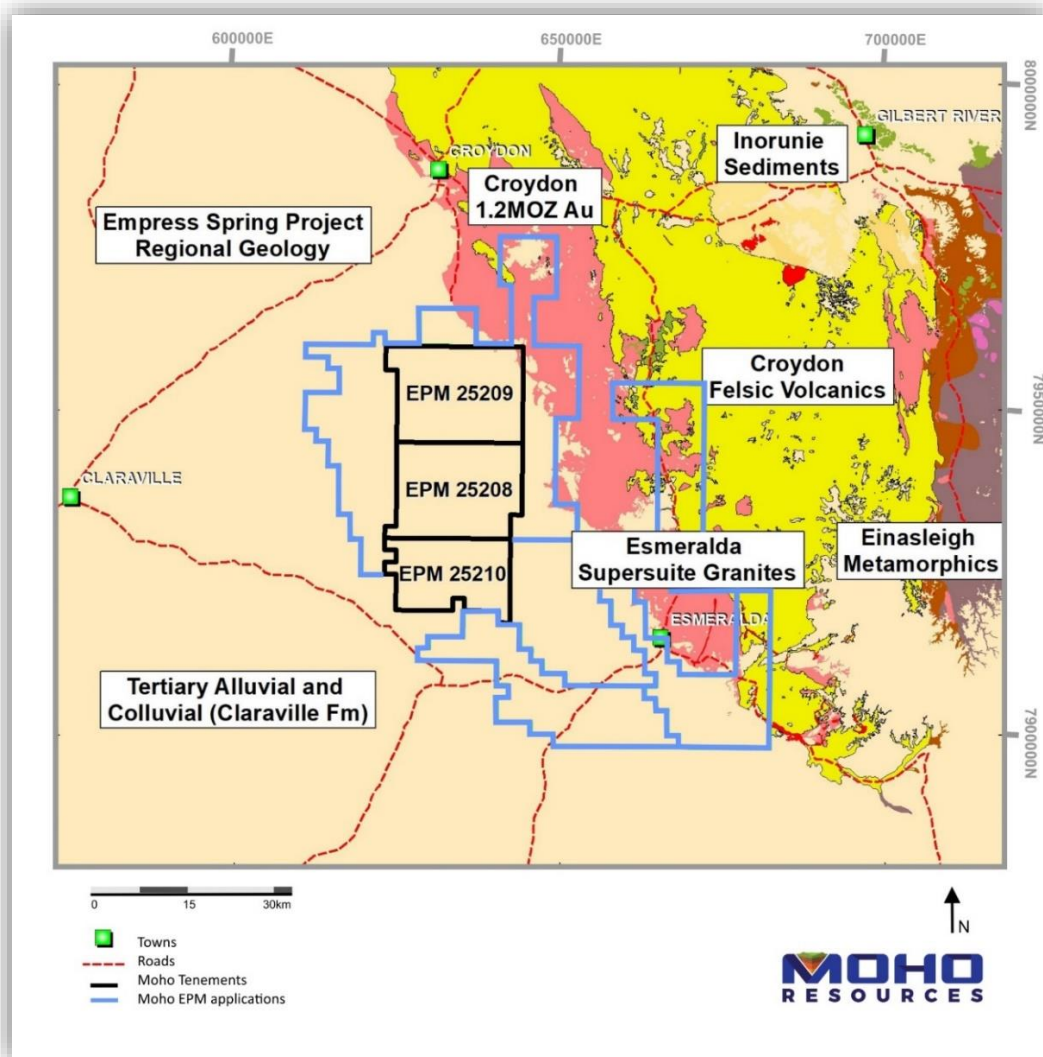 600000E
650000E
700000E
8000000N
GILBERT RIVER
Inorunie
Sediments
CROYDON
Croydon
1.2MOZ Au
Empress Spring Project
Regional Geology
Croydon
Felsic Volcanics
EPM 25209
7950000N
CLARAVILLE
EPM 25208
Esmeralda
Supersuite Granites
Einasleigh
Metamorphics
EPM 25210
ESMERALDA
Tertiary Alluvial and
Colluvial (Claraville Fm)
7900000N
0 15 30km
N
Towns
Roads
Moho Tenements
Moho EPM applications
MOHO
RESOURCES